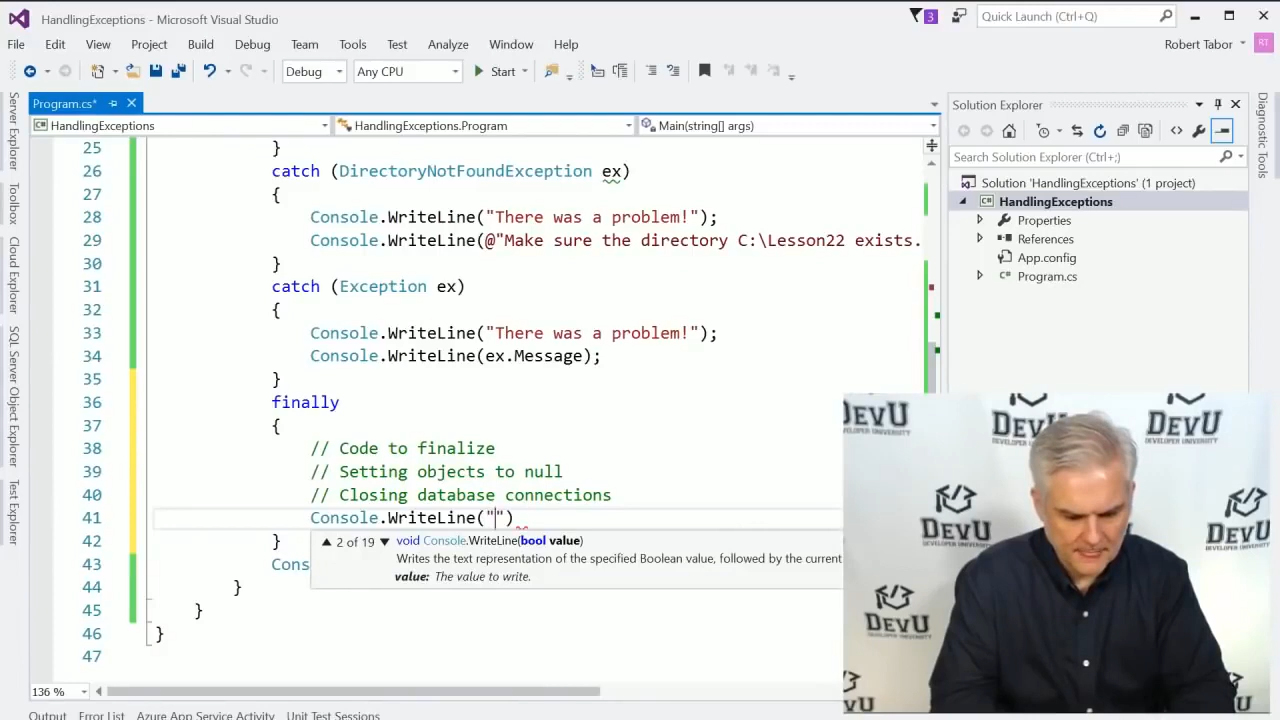 HandlingExceptions - Microsoft Visual Studio
3
Quick Launch (Ctrl+Q)
File Edit View Project Build Debug Team Tools Test Analyze Window Help
Robert Tabor
RT
Debug
Any CPU
Start
Program.cs*
HandlingExceptions
HandlingExceptions.Program
Main(string[] args)
Server Explorer
Toolbox
Cloud Explorer
SQL Server Object Explorer
Test Explorer
25 }
26 catch (DirectoryNotFoundException ex)
27 {
28 Console.WriteLine("There was a problem!");
29 Console.WriteLine(@"Make sure the directory C:\Lesson22 exists.
30 }
31 catch (Exception ex)
32 {
33 Console.WriteLine("There was a problem!");
34 Console.WriteLine(ex.Message);
35 }
36 finally
37 {
38 // Code to finalize
39 // Setting objects to null
40 // Closing database connections
41 Console.WriteLine("")
42 }
2 of 19 void Console.WriteLine(bool value)
Writes the text representation of the specified Boolean value, followed by the current
value: The value to write.
43 Cons
44 }
45 }
46 }
47
136 %
Output Error List Azure App Service Activity Unit Test Sessions
Solution Explorer
Search Solution Explorer (Ctrl+;)
Solution 'HandlingExceptions' (1 project)
HandlingExceptions
Properties
References
App.config
C# Program.cs
Diagnostic Tools
DEVU
DEVELOPER UNIVERSITY
DEVU
DEVU
DEVU
DEVU
DEVU